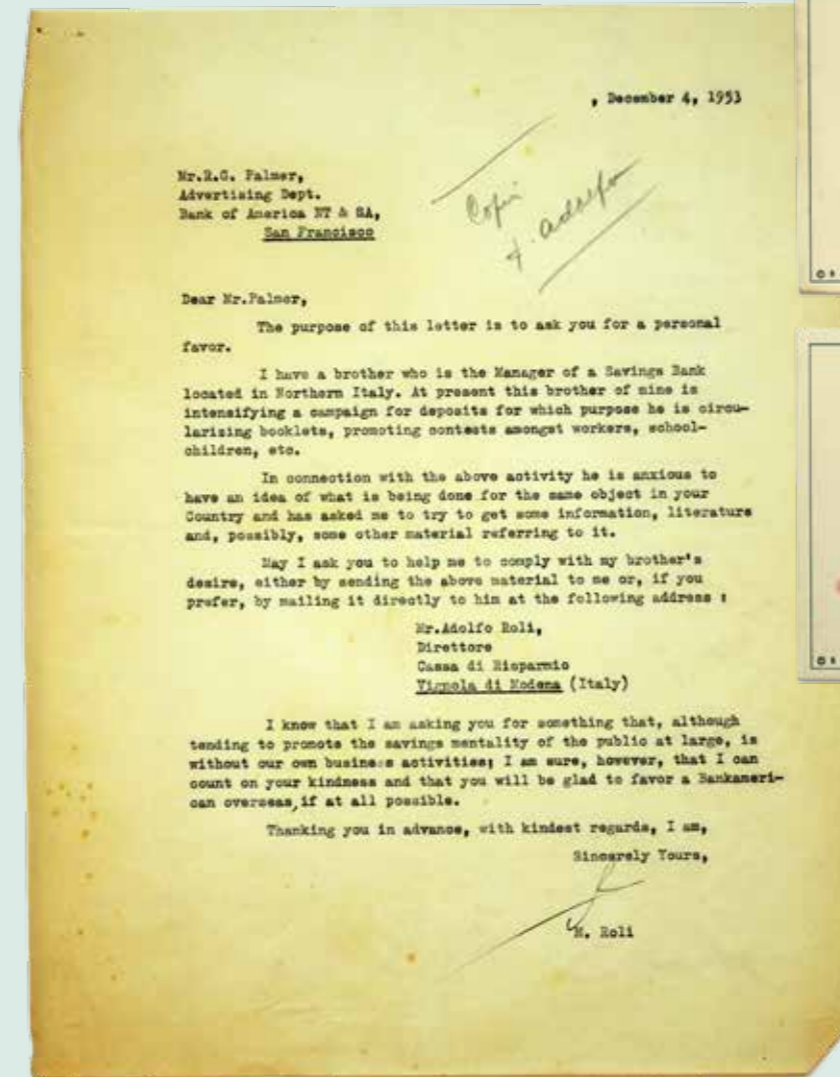 , December 4, 1953
Mr.R.G. Palmer,
Advertising Dept.
Bank of America NT & SA,
San Francisco
adolfo
Dear Mr.Palmer,
The purpose of this letter is to ask you for a personal
favor.
I have a brother who is the Manager of a Savings Bank
located in Northern Italy. At present this brother of mine is
intensifying a campaign for deposits for which purpose he is circu-
larizing booklets, promoting contests amongst workers, school-
children, etc.
In connection with the above activity he is anxious to
have an idea of what is being done for the same object in your
Country and has asked me to try to get some information, literature
and, possibly, some other material referring to it.
May I ask you to help me to comply with my brother's
desire, either by sending the above material to me or, if you
prefer, by mailing it directly to him at the following address :
Mr.Adolfo Roli,
Direttore
Cassa di Risparmio
Vignola di Modena (Italy)
I know that I am asking you for something that, although
tending to promote the savings mentality of the public at large, is
without our own business activities; I am sure, however, that I can
count on your kindness and that you will be glad to favor a Bankameri-
can overseas, if at all possible.
Thanking you in advance, with kindest regards, I am,
Sincerely Yours,
M. Roli